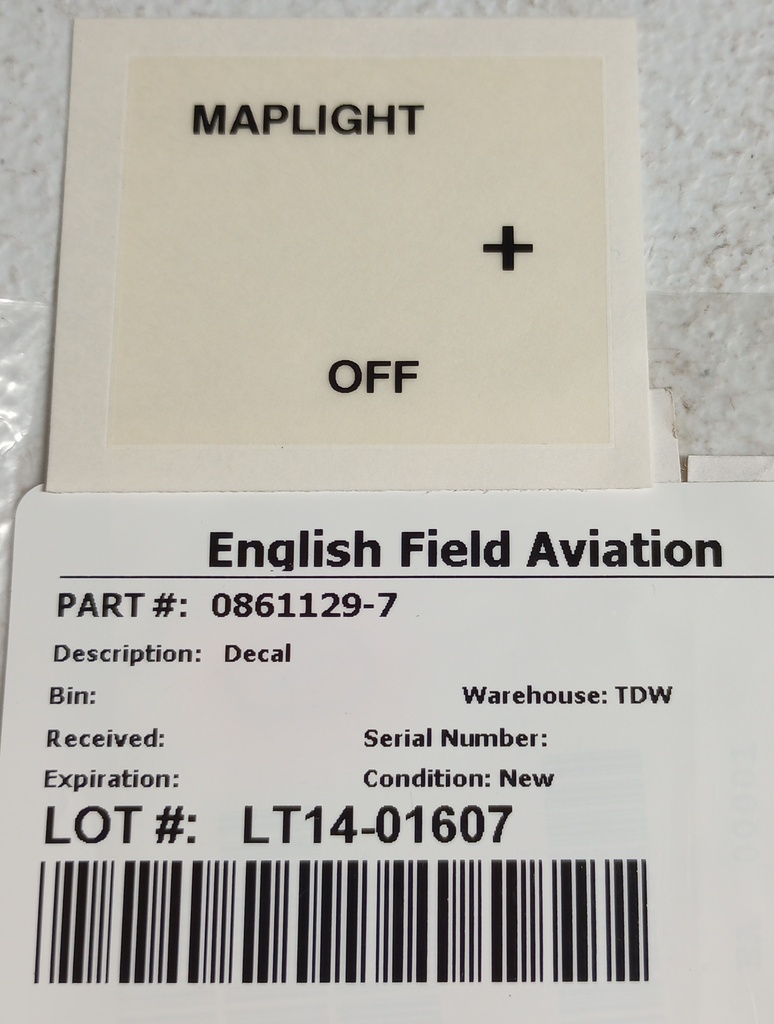 MAPLIGHT
+
OFF
English Field Aviation
PART #: 0861129-7
Description: Decal
Bin: Warehouse: TDW
Received: Serial Number:
Expiration: Condition: New
LOT #: LT14-01607